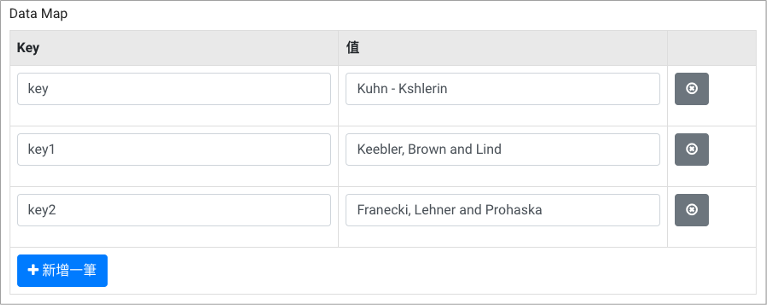 Data Map
Key 值
key Kuhn - Kshlerin
key1 Keebler, Brown and Lind
key2 Franecki, Lehner and Prohaska
新增一筆